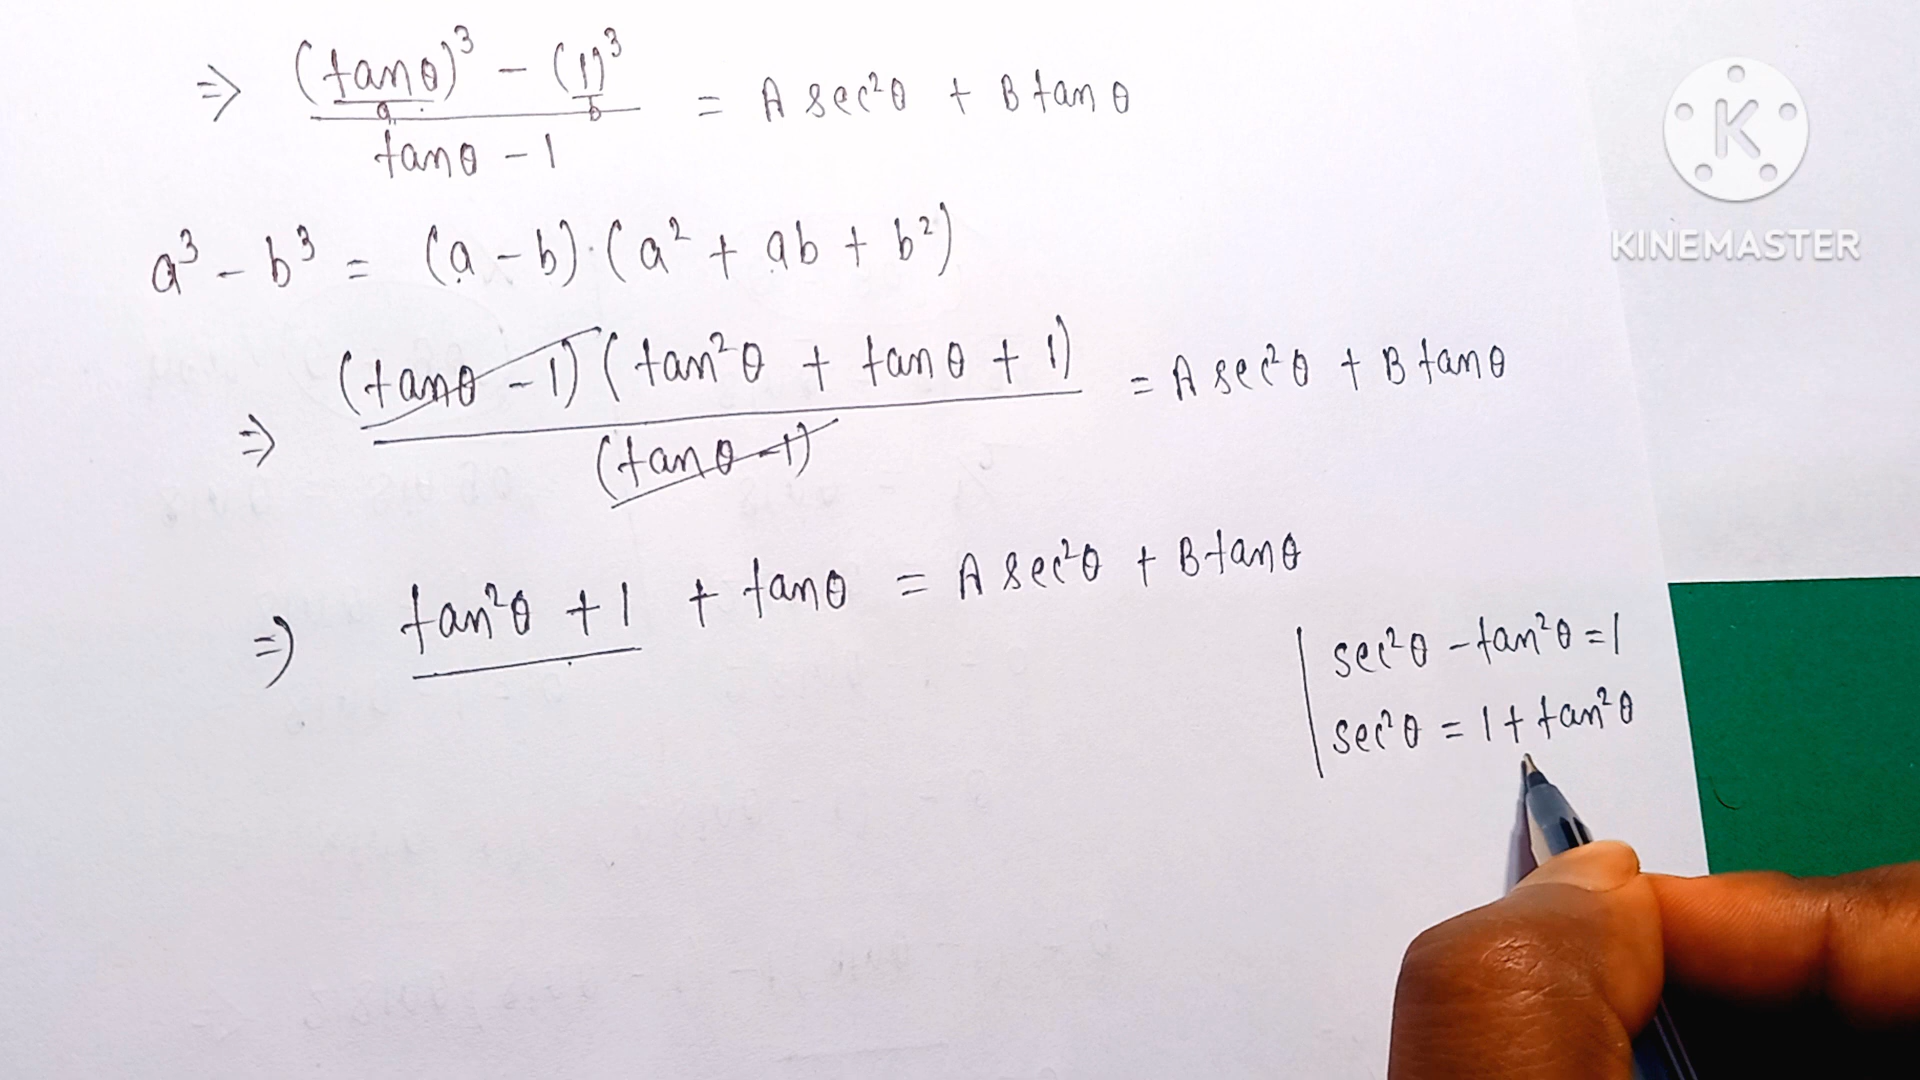 ⇒ (tanθ)³ - (1)³ / tanθ - 1 = A sec²θ + B tanθ
a b
K
KINEMASTER
a³ - b³ = (a - b)·(a² + ab + b²)
⇒ (tanθ - 1)(tan²θ + tanθ + 1) / (tanθ - 1) = A sec²θ + B tanθ
⇒ tan²θ + 1 + tanθ = A sec²θ + B tanθ
sec²θ - tan²θ = 1
sec²θ = 1 + tan²θ